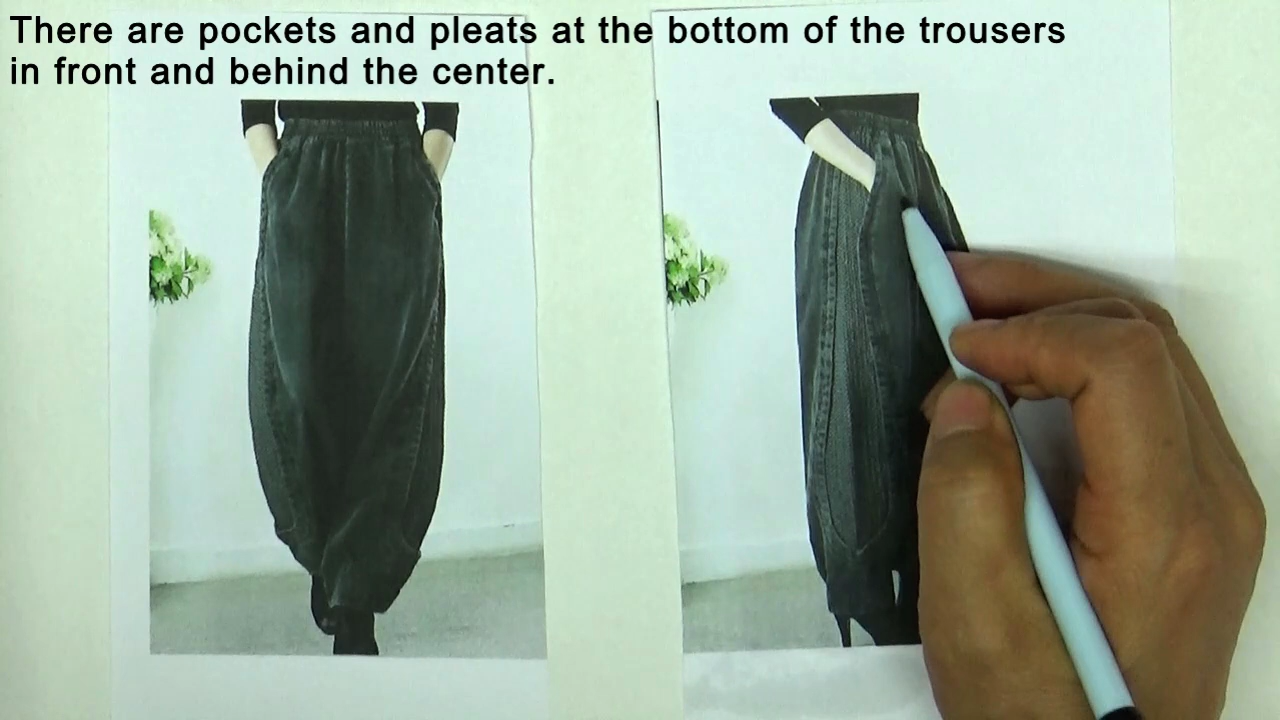 There are pockets and pleats at the bottom of the trousers
in front and behind the center.